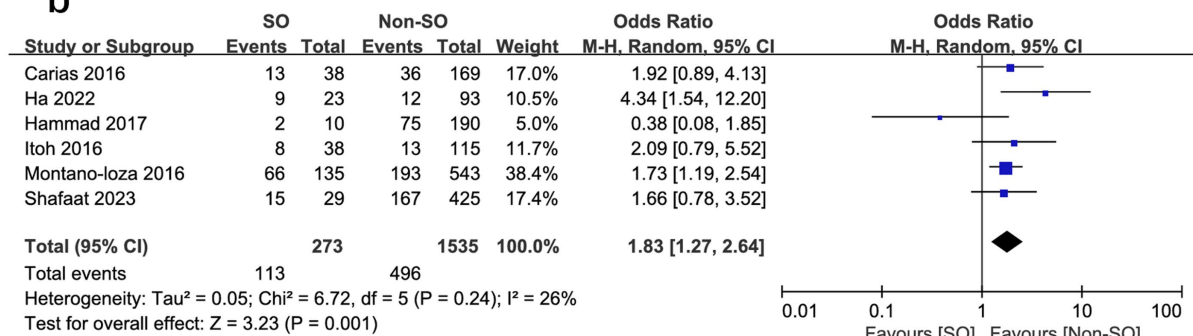 b
SO Non-SO Odds Ratio Odds Ratio
Study or Subgroup Events Total Events Total Weight M-H, Random, 95% CI M-H, Random, 95% CI
Carias 2016 13 38 36 169 17.0% 1.92 [0.89, 4.13]
Ha 2022 9 23 12 93 10.5% 4.34 [1.54, 12.20]
Hammad 2017 2 10 75 190 5.0% 0.38 [0.08, 1.85]
Itoh 2016 8 38 13 115 11.7% 2.09 [0.79, 5.52]
Montano-loza 2016 66 135 193 543 38.4% 1.73 [1.19, 2.54]
Shafaat 2023 15 29 167 425 17.4% 1.66 [0.78, 3.52]
Total (95% CI) 273 1535 100.0% 1.83 [1.27, 2.64]
Total events 113 496
Heterogeneity: Tau² = 0.05; Chi² = 6.72, df = 5 (P = 0.24); I² = 26%
Test for overall effect: Z = 3.23 (P = 0.001)
0.01 0.1 1 10 100
Favours [SO] Favours [Non-SO]